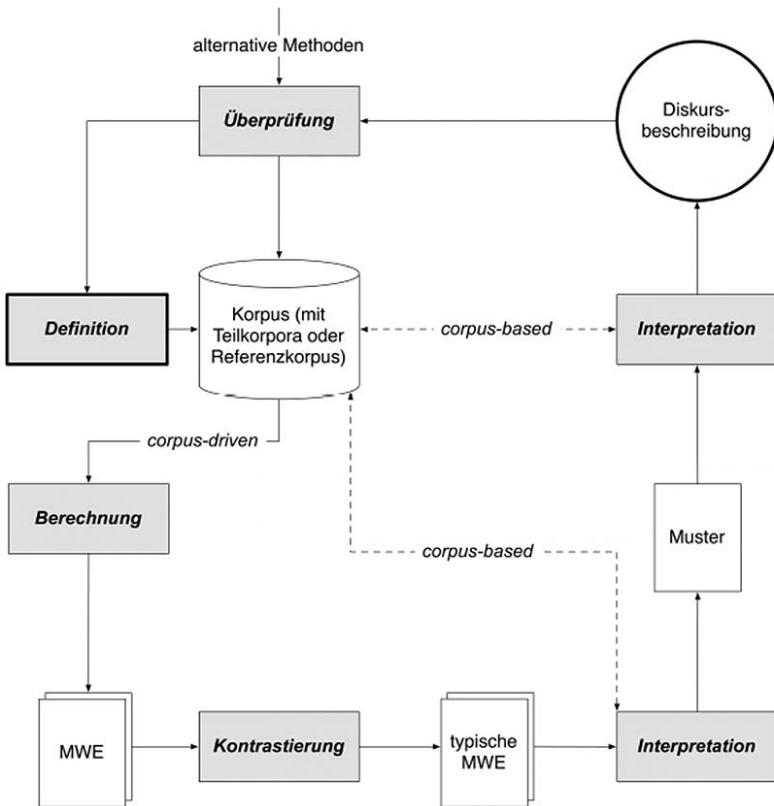 alternative Methoden
Überprüfung
Diskurs-
beschreibung
Definition
Korpus (mit
Teilkorpora oder
Referenzkorpus)
corpus-based
Interpretation
corpus-driven
Berechnung
corpus-based
Muster
MWE
Kontrastierung
typische
MWE
Interpretation